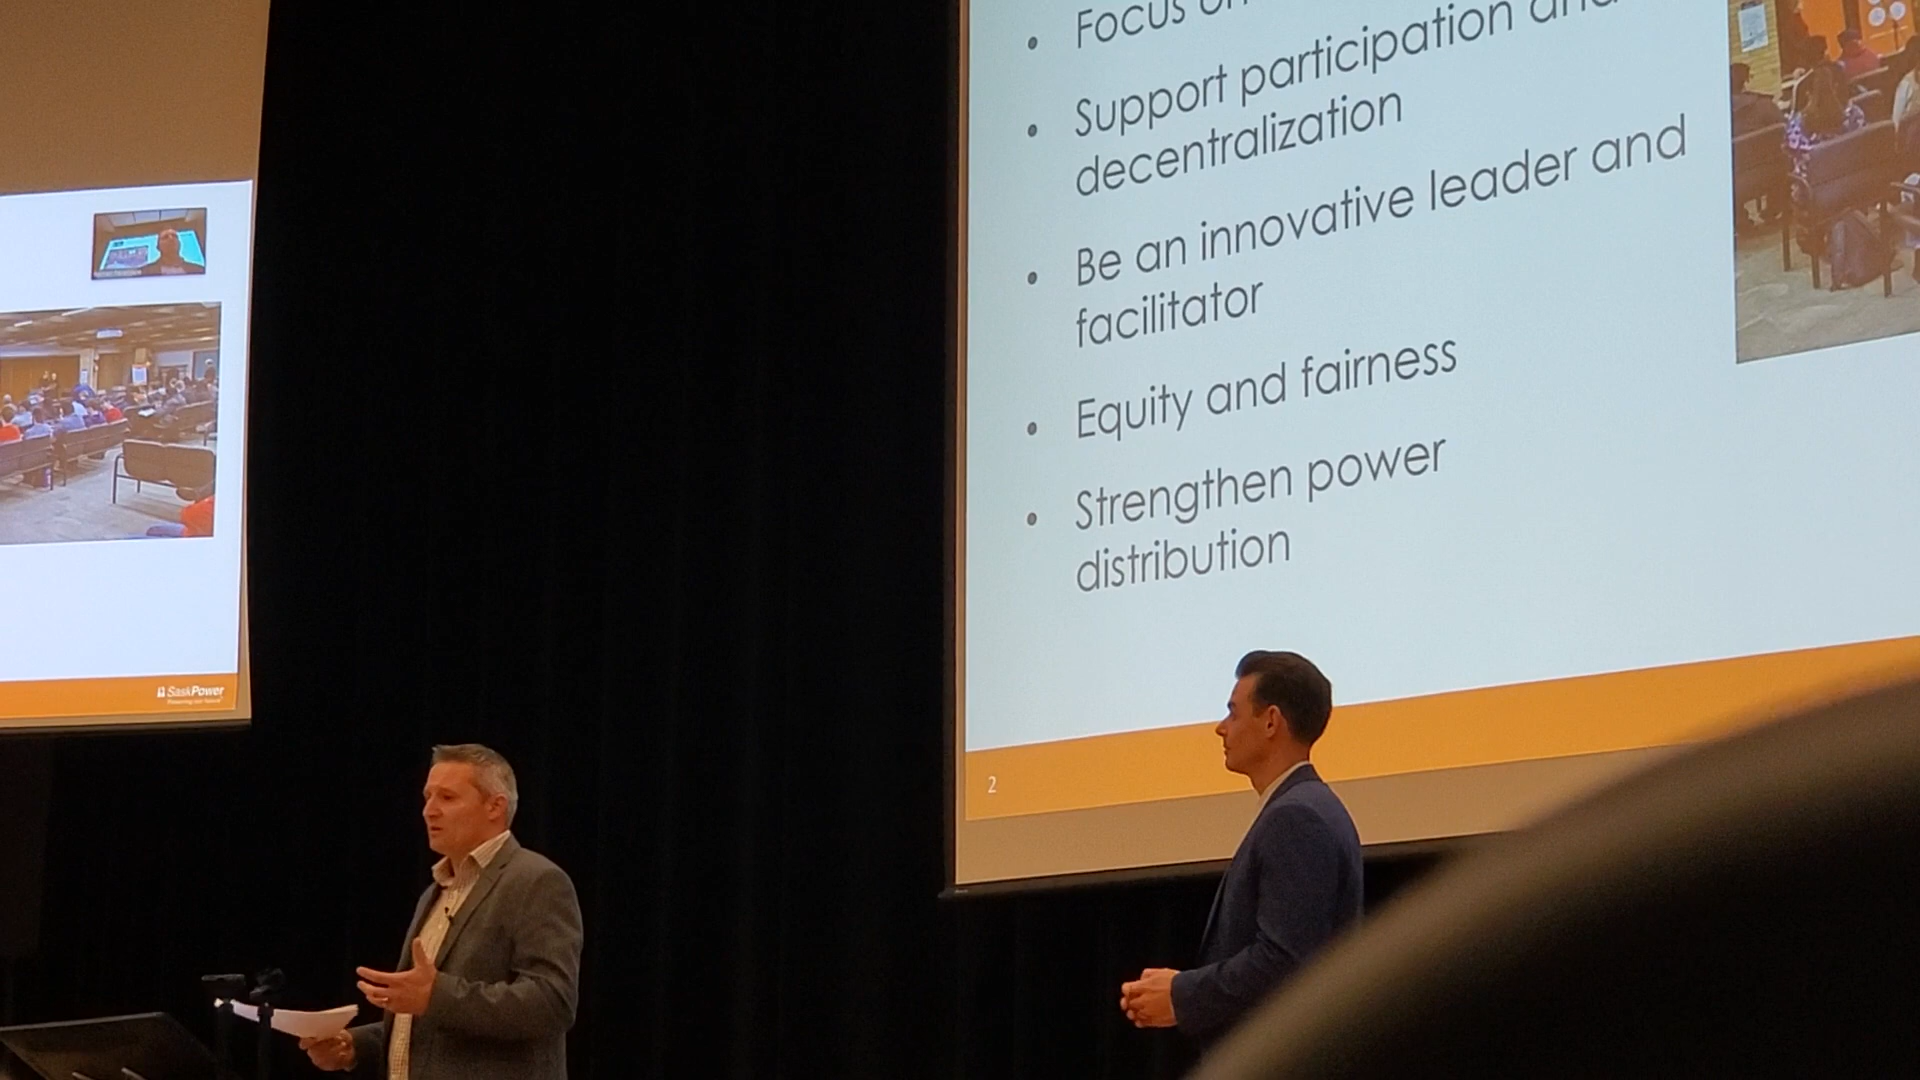 Focus on
Support participation and
decentralization
Be an innovative leader and
facilitator
Equity and fairness
Strengthen power
distribution
2
SaskPower